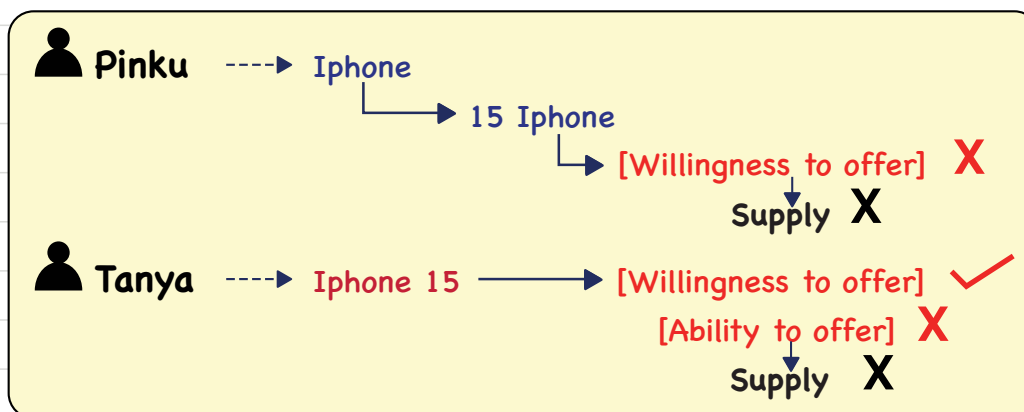 Pinku Iphone
15 Iphone
[Willingness to offer] X
Supply X
Tanya Iphone 15 [Willingness to offer]
[Ability to offer] X
Supply X